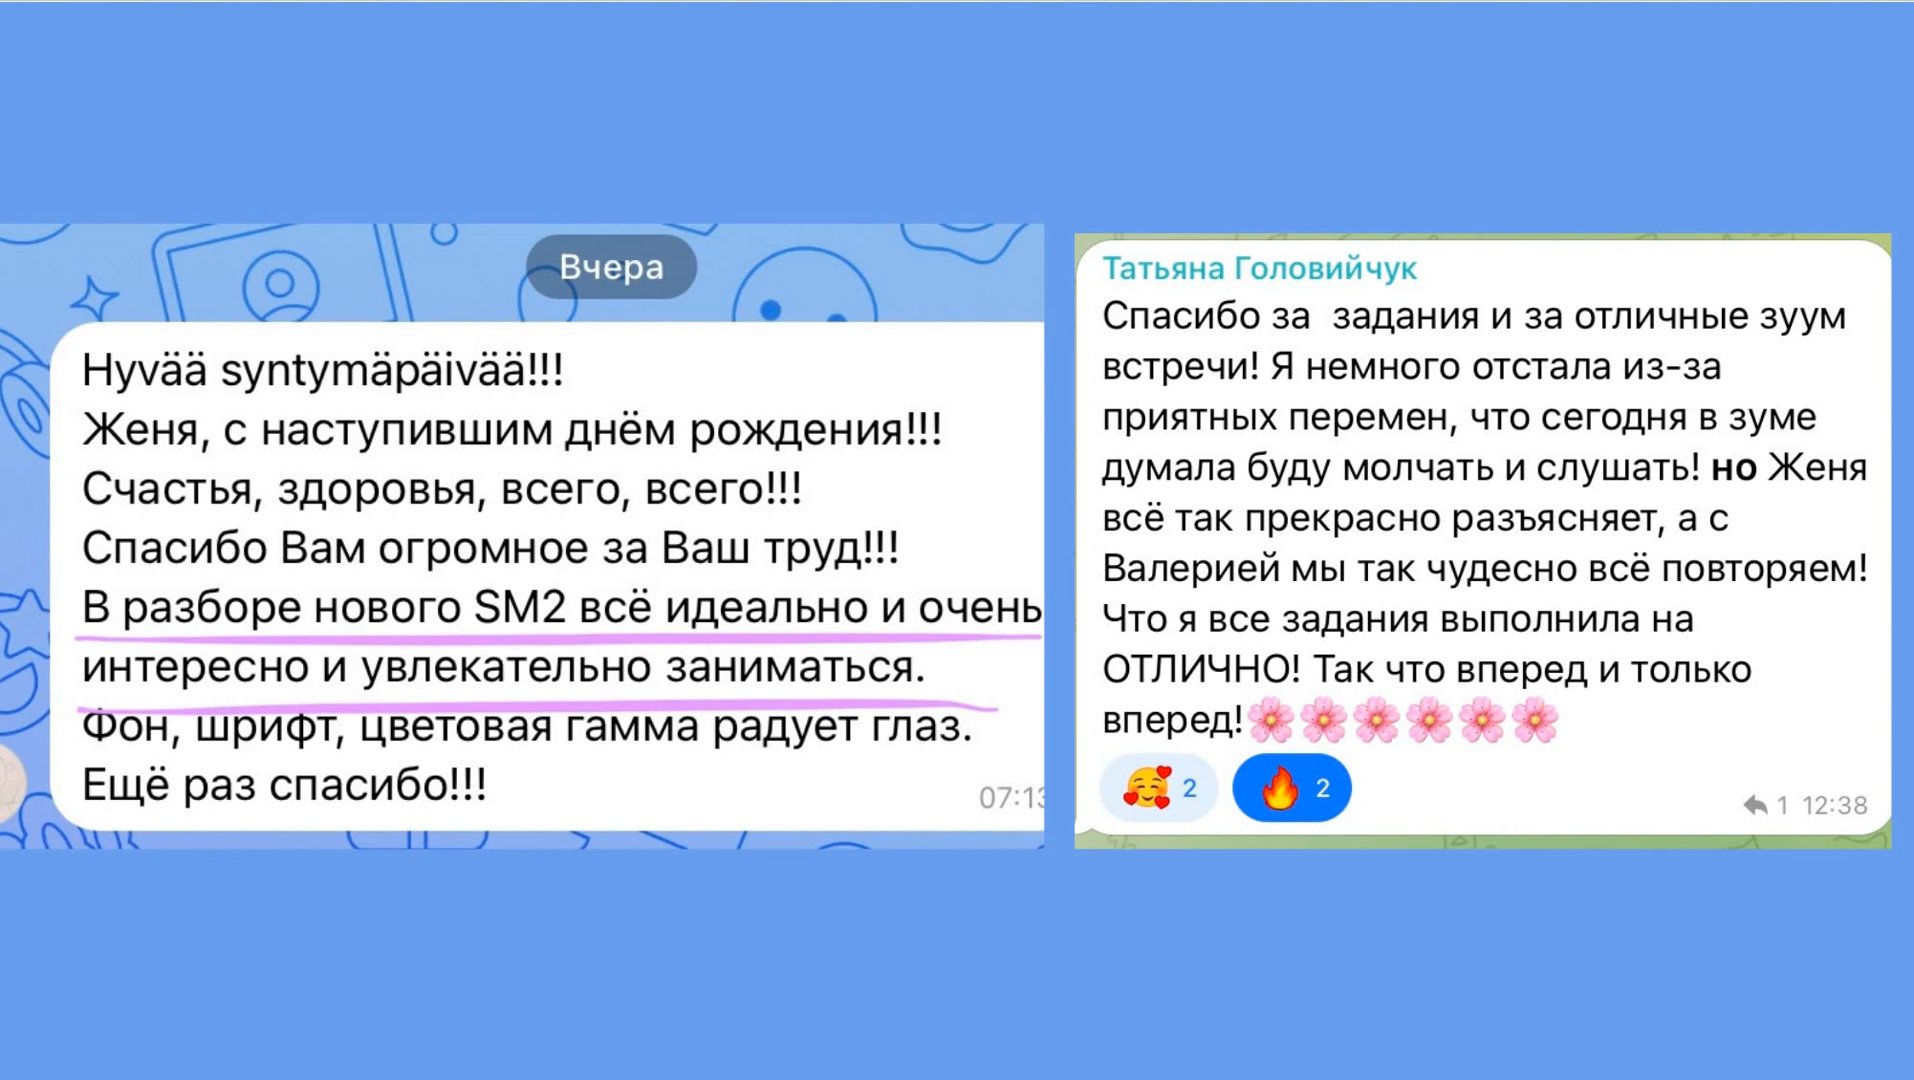 Вчера
Hyvää syntymäpäivää!!!
Женя, с наступившим днём рождения!!!
Счастья, здоровья, всего, всего!!!
Спасибо Вам огромное за Ваш труд!!!
В разборе нового SM2 всё идеально и очень
интересно и увлекательно заниматься.
Фон, шрифт, цветовая гамма радует глаз.
Ещё раз спасибо!!!
07:13
Татьяна Головийчук
Спасибо за  задания и за отличные зуум
встречи! Я немного отстала из-за
приятных перемен, что сегодня в зуме
думала буду молчать и слушать! но Женя
всё так прекрасно разъясняет, а с
Валерией мы так чудесно всё повторяем!
Что я все задания выполнила на
ОТЛИЧНО! Так что вперед и только
вперед!🌸🌸🌸🌸🌸🌸
🥰 2 🔥 2
1 12:38